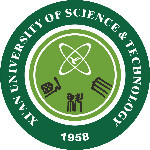 XI'AN UNIVERSITY OF SCIENCE & TECHNOLOGY
1958